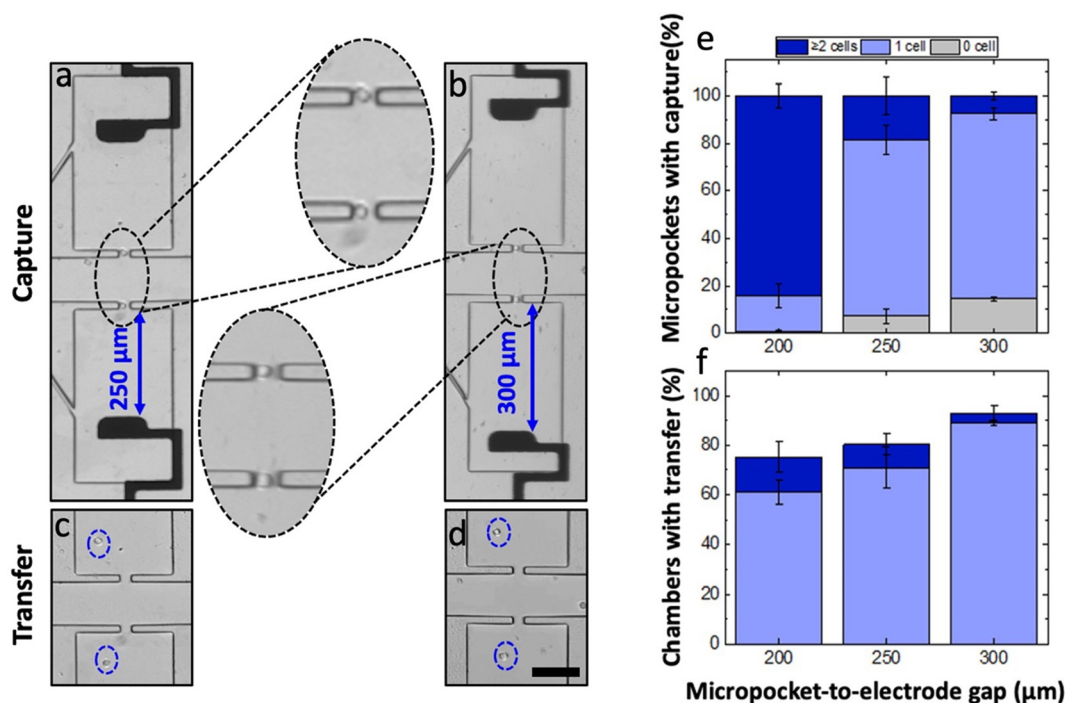 a
b
Capture
250 µm
300 µm
c
d
Transfer
e
≥2 cells 1 cell 0 cell
Micropockets with capture(%)
100
80
60
40
20
0
200 250 300
f
Chambers with transfer (%)
100
80
60
40
20
0
200 250 300
Micropocket-to-electrode gap (µm)